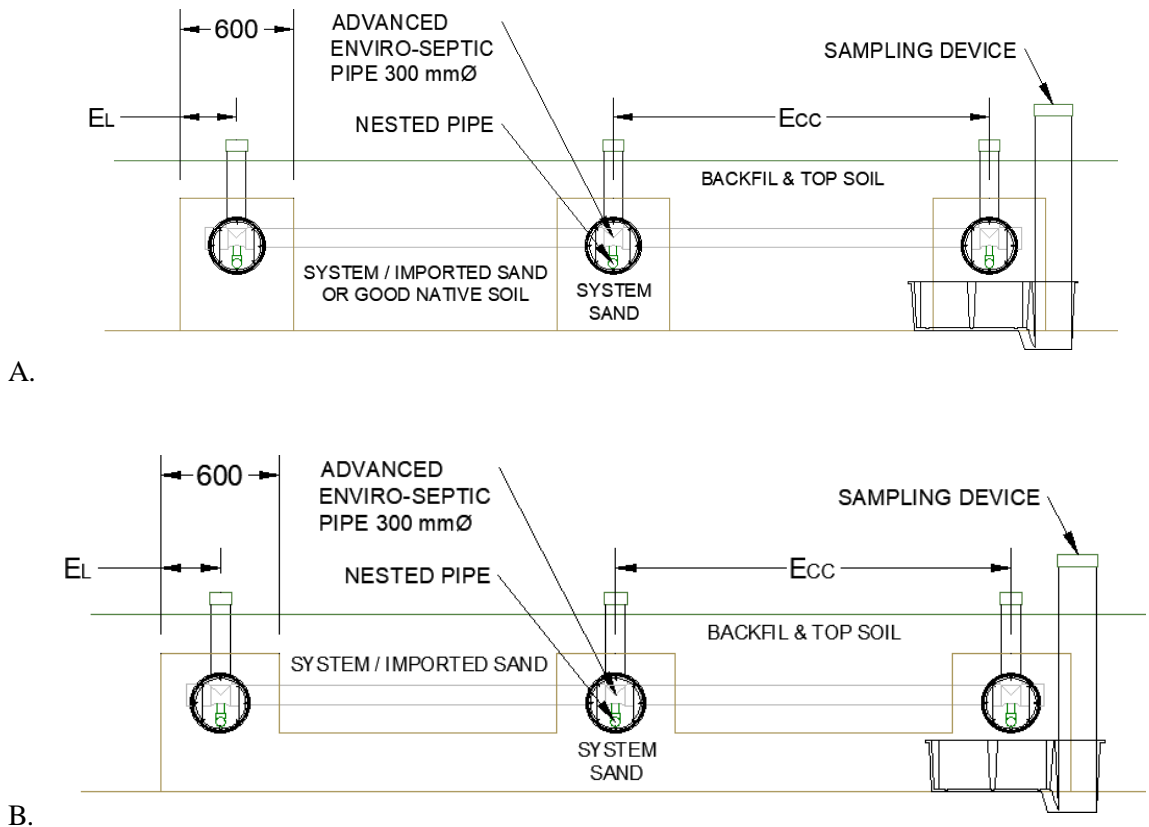 600
ADVANCED
ENVIRO-SEPTIC
PIPE 300 mmØ
SAMPLING DEVICE
EL
NESTED PIPE
ECC
BACKFIL & TOP SOIL
SYSTEM / IMPORTED SAND
OR GOOD NATIVE SOIL
SYSTEM
SAND
A.
600
ADVANCED
ENVIRO-SEPTIC
PIPE 300 mmØ
SAMPLING DEVICE
EL
NESTED PIPE
ECC
BACKFIL & TOP SOIL
SYSTEM / IMPORTED SAND
SYSTEM
SAND
B.